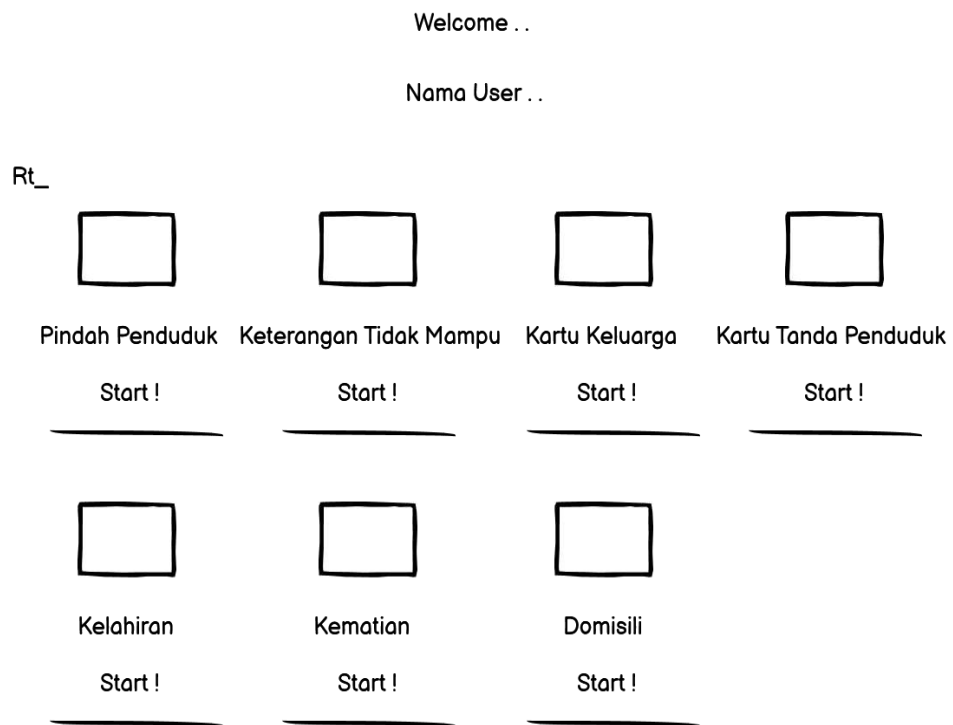 Welcome . .
Nama User . .
Rt_
Pindah Penduduk Keterangan Tidak Mampu Kartu Keluarga Kartu Tanda Penduduk
Start ! Start ! Start ! Start !
Kelahiran Kematian Domisili
Start ! Start ! Start !